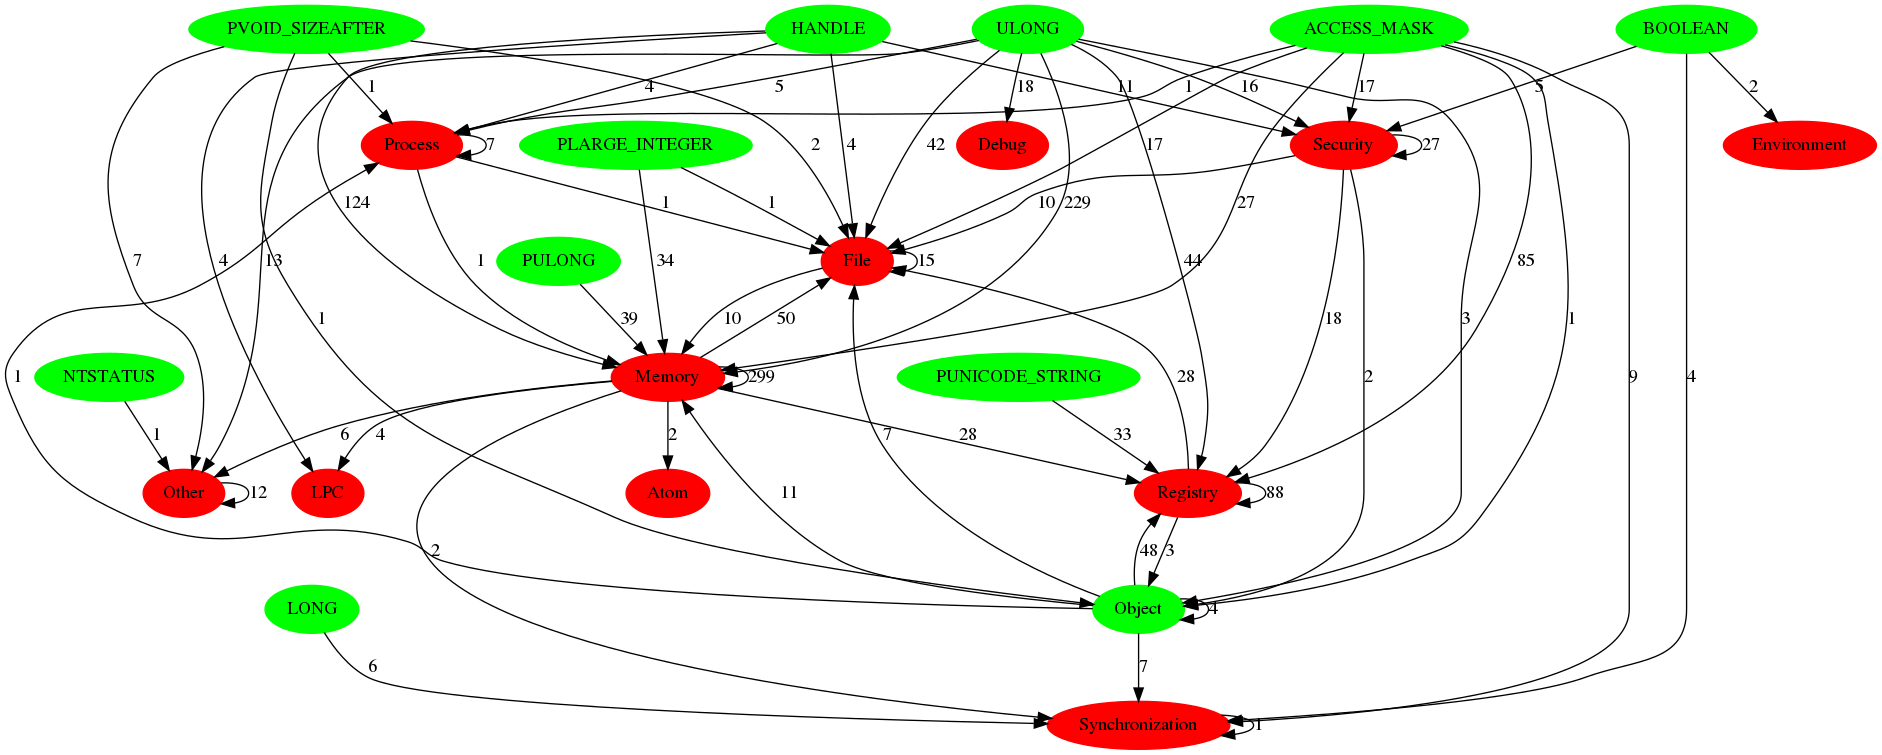 PVOID_SIZEAFTER HANDLE ULONG ACCESS_MASK BOOLEAN
1 4 5 18 11 16 1 17 5 2
Process 7 PLARGE_INTEGER 2 4 42 Debug 17 Security 27 Environment
124 1 1 10 229 27
7 4 13 1 PULONG 34 File 15 44 85
1 39 10 50 1 18 3 1
1 NTSTATUS Memory 299 PUNICODE_STRING 28 2 9 4
1 6 4 2 28 7 33
Other 12 LPC Atom 11 Registry 88
2 48 3
LONG Object 4
6 7
Synchronization 1